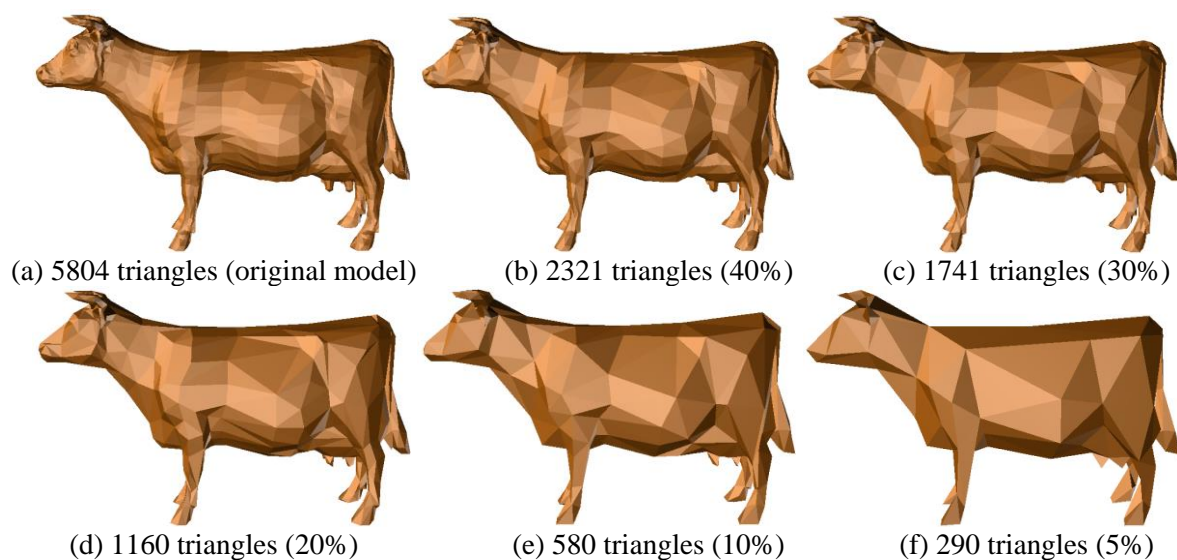 (a) 5804 triangles (original model)
(b) 2321 triangles (40%)
(c) 1741 triangles (30%)
(d) 1160 triangles (20%)
(e) 580 triangles (10%)
(f) 290 triangles (5%)